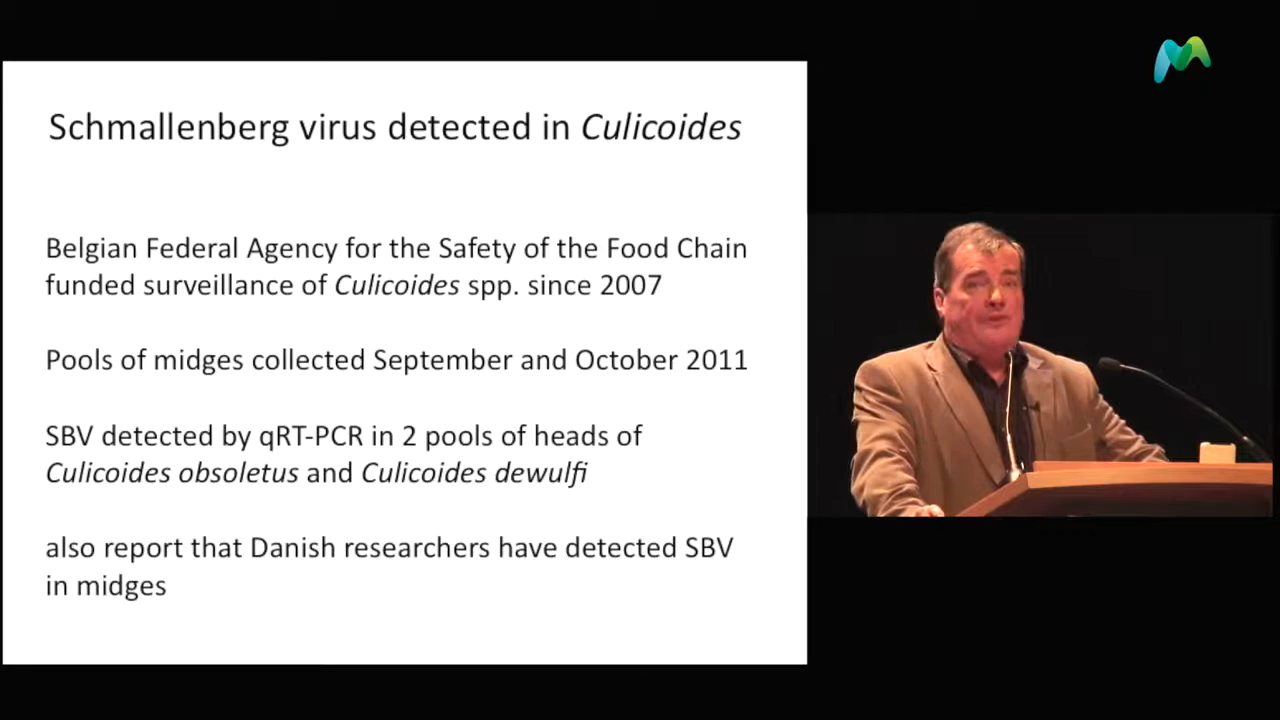 Schmallenberg virus detected in Culicoides
Belgian Federal Agency for the Safety of the Food Chain
funded surveillance of Culicoides spp. since 2007
Pools of midges collected September and October 2011
SBV detected by qRT-PCR in 2 pools of heads of
Culicoides obsoletus and Culicoides dewulfi
also report that Danish researchers have detected SBV
in midges